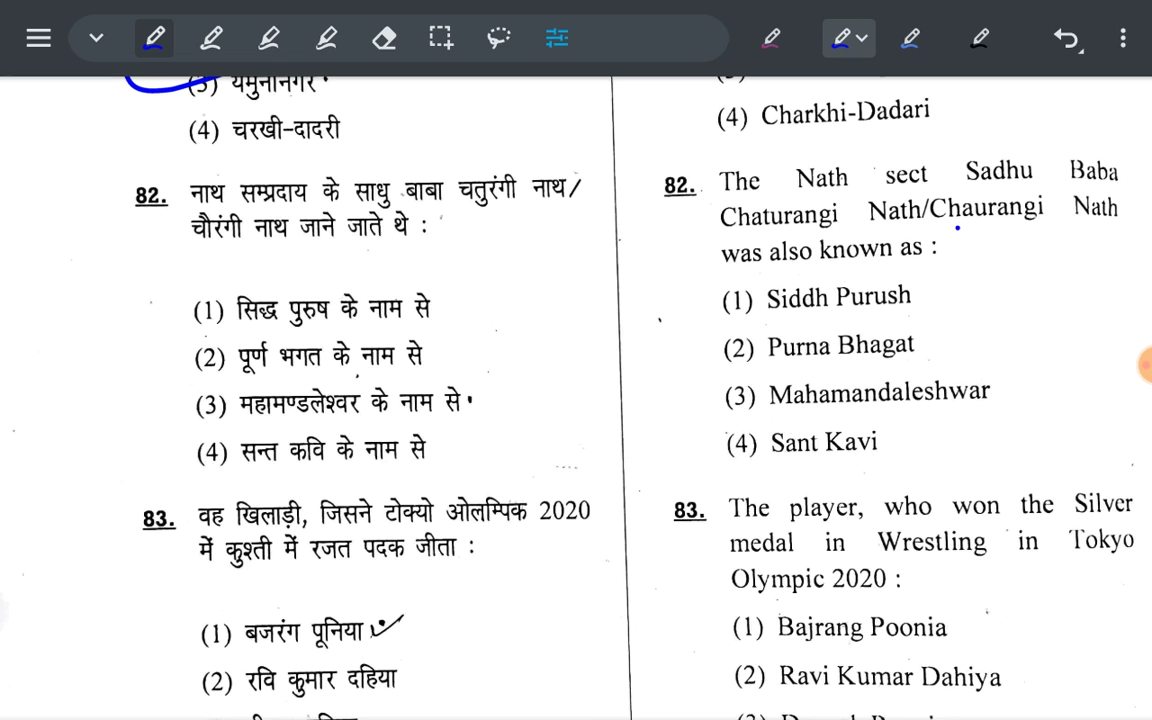 (3) यमुनानगर
(4) चरखी-दादरी
82. नाथ सम्प्रदाय के साधु बाबा चतुरंगी नाथ/
चौरंगी नाथ जाने जाते थे :
(1) सिद्ध पुरुष के नाम से
(2) पूर्ण भगत के नाम से
(3) महामण्डलेश्वर के नाम से
(4) सन्त कवि के नाम से
83. वह खिलाड़ी, जिसने टोक्यो ओलम्पिक 2020
में कुश्ती में रजत पदक जीता :
(1) बजरंग पूनिया
(2) रवि कुमार दहिया
(4) Charkhi-Dadari
82. The Nath sect Sadhu Baba
Chaturangi Nath/Chaurangi Nath
was also known as :
(1) Siddh Purush
(2) Purna Bhagat
(3) Mahamandaleshwar
(4) Sant Kavi
83. The player, who won the Silver
medal in Wrestling in Tokyo
Olympic 2020 :
(1) Bajrang Poonia
(2) Ravi Kumar Dahiya